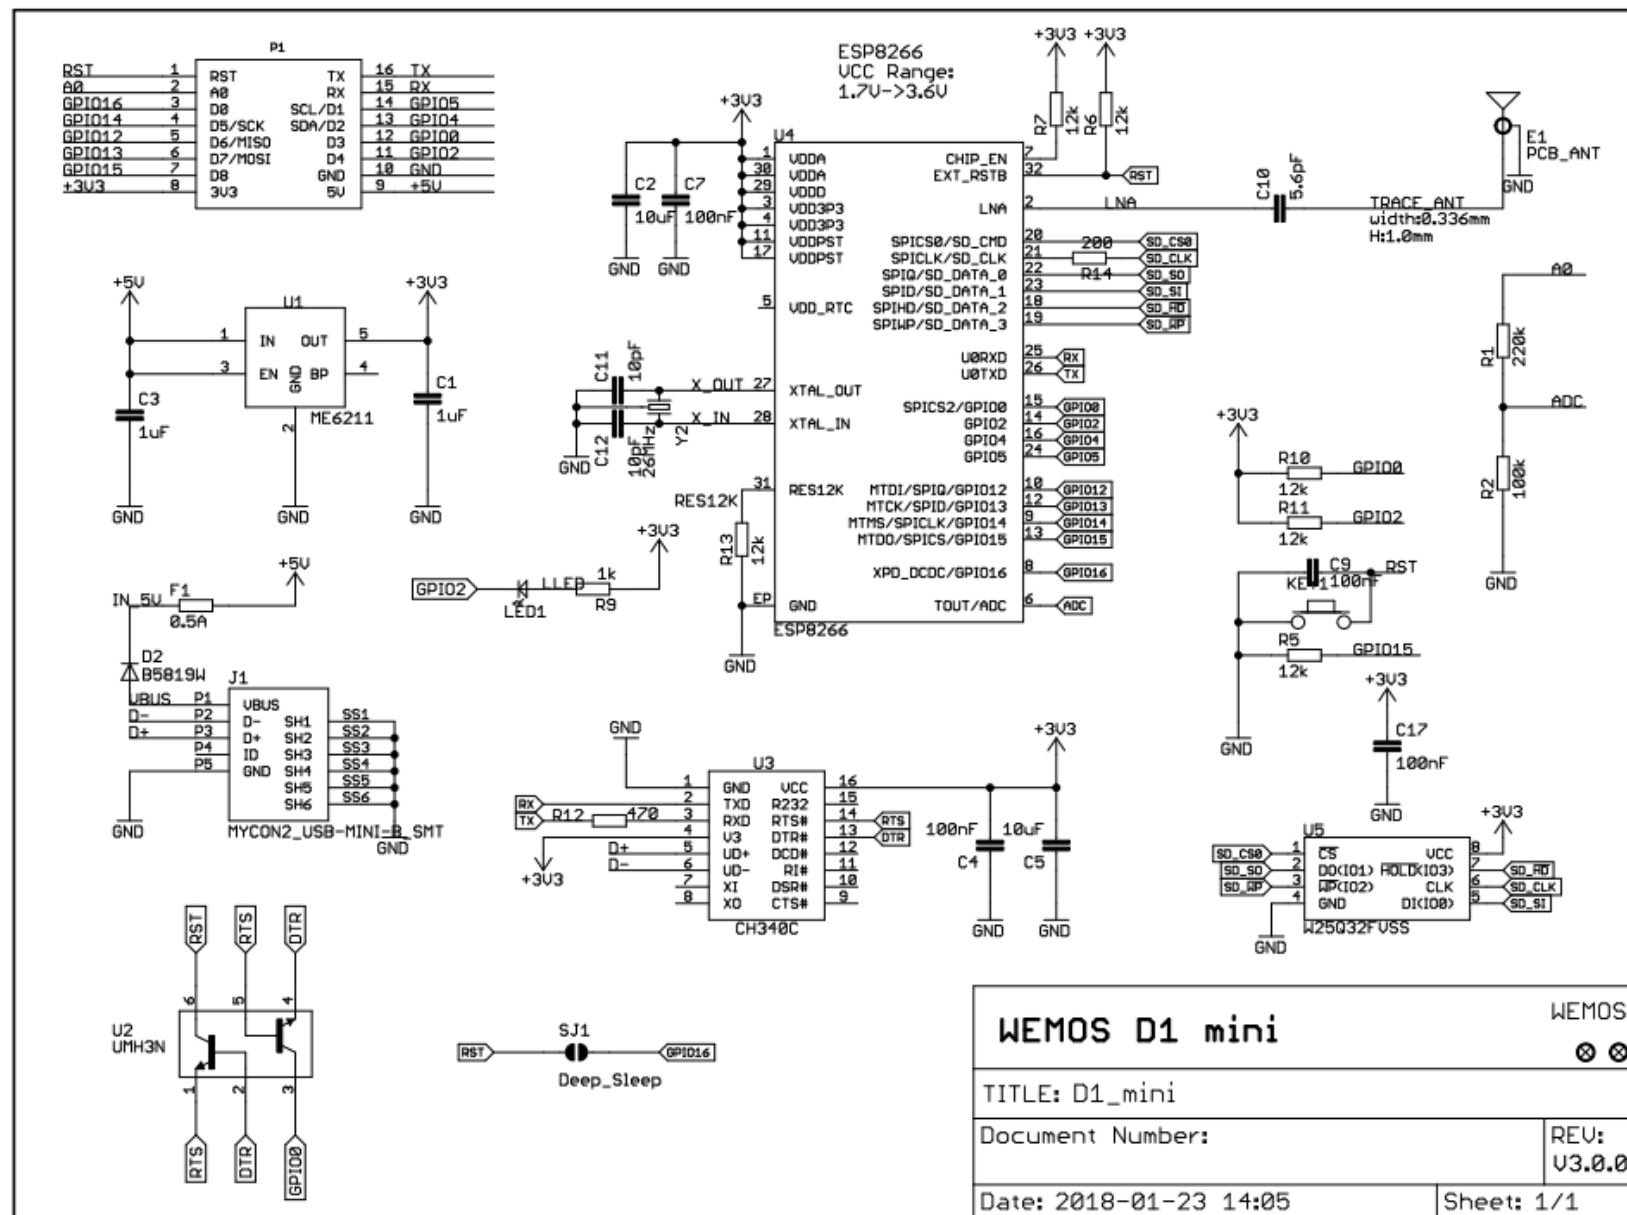 P1
RST 1 RST TX 16 TX
A0 2 A0 RX 15 RX
GPIO16 3 D0 SCL/D1 14 GPIO5
GPIO14 4 D5/SCK SDA/D2 13 GPIO4
GPIO12 5 D6/MISO D3 12 GPIO0
GPIO13 6 D7/MOSI D4 11 GPIO2
GPIO15 7 D8 GND 10 GND
+3V3 8 3V3 5V 9 +5V
ESP8266
VCC Range:
1.7V->3.6V
+3V3 +3V3
R7 12k R6 12k
+3V3
C2 10uF
C7 100nF
GND GND
U4
1 VDDA CHIP_EN 7
30 VDDA EXT_RSTB 32 RST
29 VDDD
3 VDD3P3 LNA 2 LNA
4 VDD3P3
11 VDDPST SPICS0/SD_CMD 20 SD_CS0
17 VDDPST SPICLK/SD_CLK 21 200 R14 SD_CLK
SPIQ/SD_DATA_0 22 SD_SO
SPID/SD_DATA_1 23 SD_SI
5 VDD_RTC SPIHD/SD_DATA_2 18 SD_HD
SPIWP/SD_DATA_3 19 SD_WP
U0RXD 25 RX
U0TXD 26 TX
X_OUT 27 XTAL_OUT
SPICS2/GPIO0 15 GPIO0
X_IN 28 XTAL_IN GPIO2 14 GPIO2
GPIO4 16 GPIO4
GPIO5 24 GPIO5
31 RES12K MTDI/SPIQ/GPIO12 10 GPIO12
MTCK/SPID/GPIO13 12 GPIO13
MTMS/SPICLK/GPIO14 9 GPIO14
MTDO/SPICS/GPIO15 13 GPIO15
XPD_DCDC/GPIO16 8 GPIO16
EP GND TOUT/ADC 6 ADC
ESP8266
C11 10pF
C12 10pF
26MHz Y2
GND
RES12K
R13 12k
GND
C10 5.6pF
E1
PCB_ANT
GND
TRACE_ANT
width:0.336mm
H:1.0mm
A0
R1 220k
ADC
R2 100k
GND
+5V U1 +3V3
1 IN OUT 5
3 EN GND BP 4
2
ME6211
C3
1uF
C1
1uF
GND GND GND
+3V3
R10 GPIO0
12k
R11 GPIO2
12k
C9 RST
KEY1 100nF
R5 GPIO15
12k
GND
+5V
IN_5V F1
0.5A
D2
B5819W
J1
VBUS P1 VBUS
D- P2 D- SH1 SS1
D+ P3 D+ SH2 SS2
P4 ID SH3 SS3
P5 GND SH4 SS4
SH5 SS5
SH6 SS6
GND
MYCON2_USB-MINI-B_SMT
GND
GPIO2 LED1 LLED 1k R9 +3V3
GND
U3
1 GND VCC 16
RX 2 TXD R232 15
TX R12 470 3 RXD RTS# 14 RTS
4 V3 DTR# 13 DTR
D+ 5 UD+ DCD# 12
D- 6 UD- RI# 11
+3V3 7 XI DSR# 10
8 XO CTS# 9
CH340C
+3V3
100nF
C4
10uF
C5
GND GND
+3V3
C17
100nF
GND
U5 +3V3
SD_CS0 1 CS VCC 8
SD_SO 2 DO(IO1) HOLD(IO3) 7 SD_HD
SD_WP 3 WP(IO2) CLK 6 SD_CLK
4 GND DI(IO0) 5 SD_SI
GND
W25Q32FVSS
RST RTS DTR
6 5 4
U2
UMH3N
1 2 3
RTS DTR GPIO0
SJ1
RST GPIO16
Deep_Sleep
WEMOS D1 mini WEMOS
TITLE: D1_mini
Document Number:
REV:
V3.0.0
Date: 2018-01-23 14:05 Sheet: 1/1